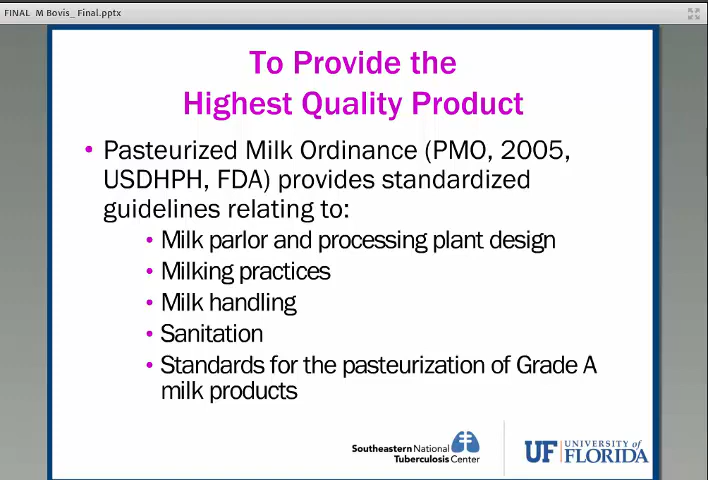 FINAL M Bovis_ Final.pptx
To Provide the
Highest Quality Product
• Pasteurized Milk Ordinance (PMO, 2005,
USDHPH, FDA) provides standardized
guidelines relating to:
• Milk parlor and processing plant design
• Milking practices
• Milk handling
• Sanitation
• Standards for the pasteurization of Grade A
milk products
Southeastern National
Tuberculosis Center
UF UNIVERSITY of
FLORIDA